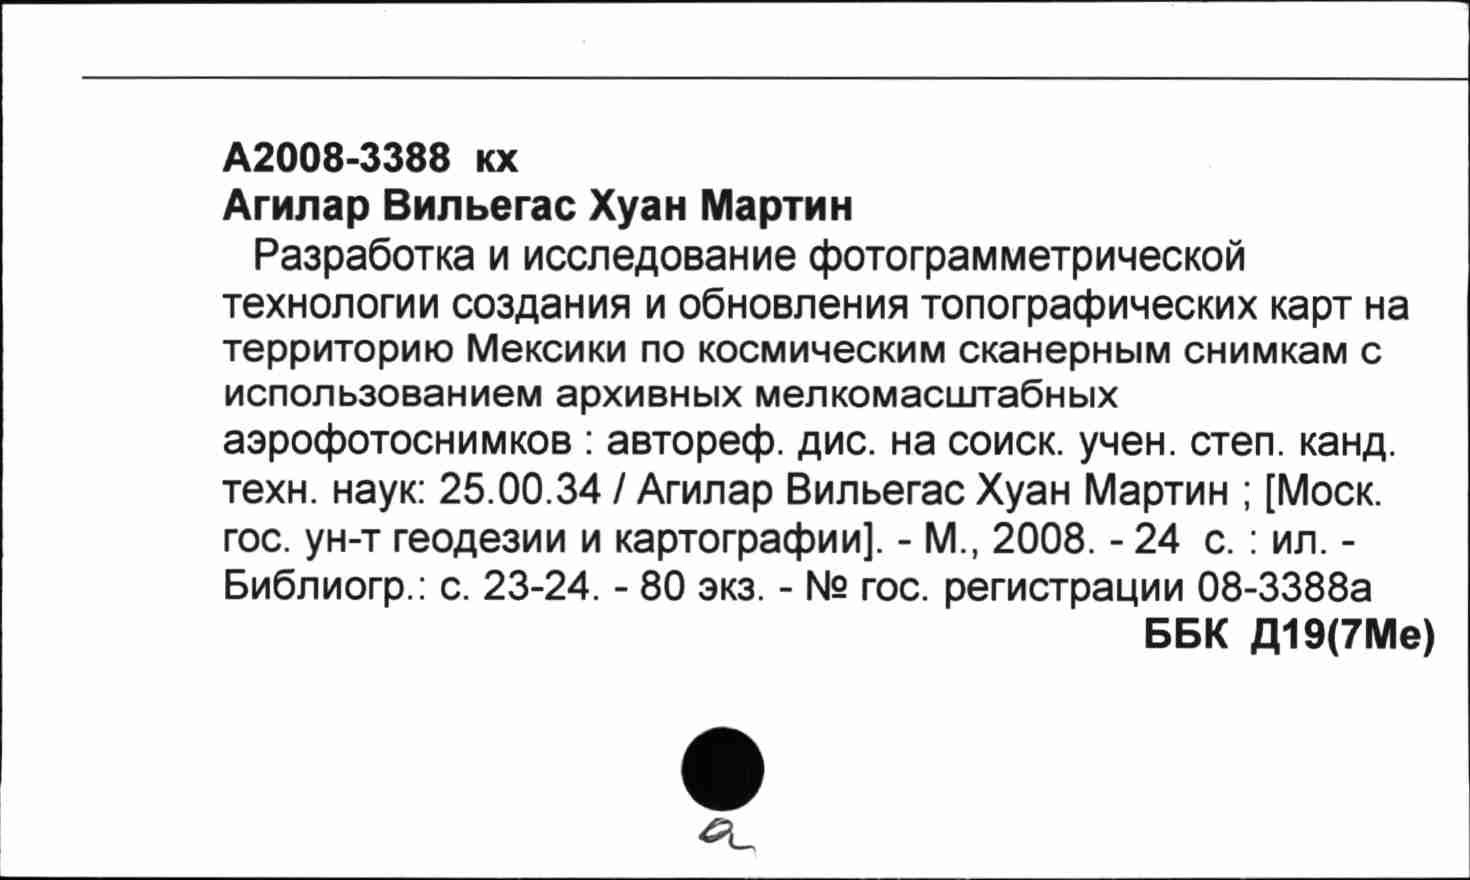 А2008-3388 кх
Агилар Вильегас Хуан Мартин
Разработка и исследование фотограмметрической
технологии создания и обновления топографических карт на
территорию Мексики по космическим сканерным снимкам с
использованием архивных мелкомасштабных
аэрофотоснимков : автореф. дис. на соиск. учен. степ. канд.
техн. наук: 25.00.34 / Агилар Вильегас Хуан Мартин ; [Моск.
гос. ун-т геодезии и картографии]. - М., 2008. - 24 с. : ил. -
Библиогр.: с. 23-24. - 80 экз. - № гос. регистрации 08-3388а
ББК Д19(7Ме)
а